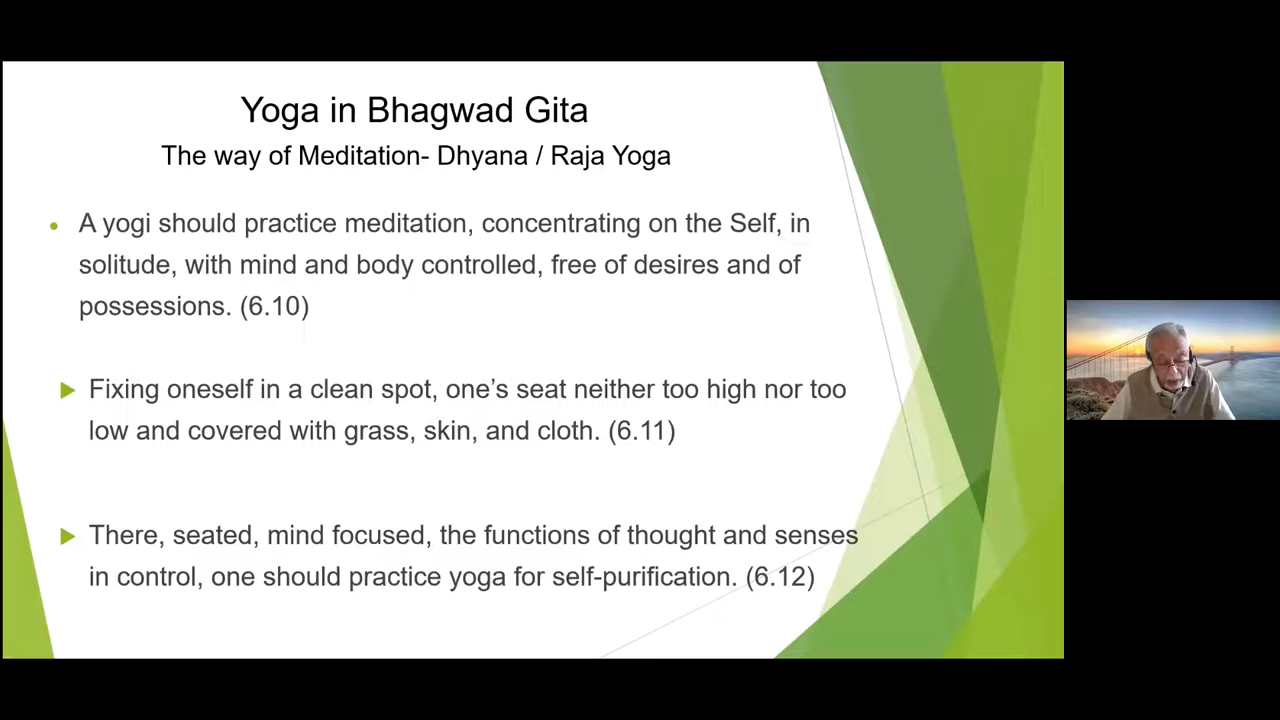 Yoga in Bhagwad Gita
The way of Meditation- Dhyana / Raja Yoga
A yogi should practice meditation, concentrating on the Self, in
solitude, with mind and body controlled, free of desires and of
possessions. (6.10)
Fixing oneself in a clean spot, one’s seat neither too high nor too
low and covered with grass, skin, and cloth. (6.11)
There, seated, mind focused, the functions of thought and senses
in control, one should practice yoga for self-purification. (6.12)